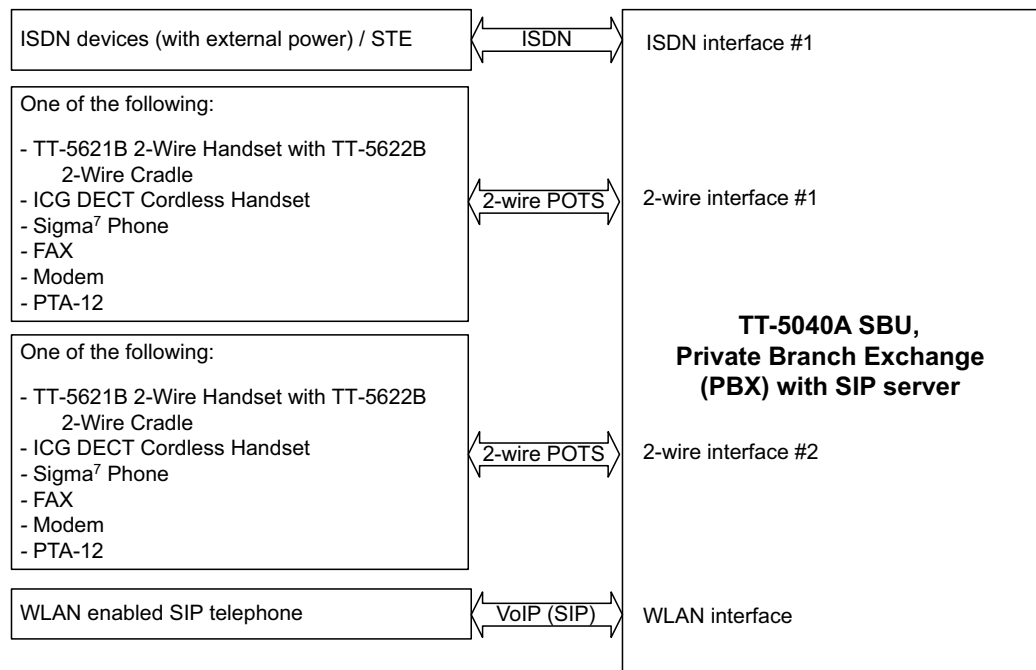 ISDN devices (with external power) / STE
ISDN
ISDN interface #1
One of the following:
- TT-5621B 2-Wire Handset with TT-5622B
2-Wire Cradle
- ICG DECT Cordless Handset
- Sigma⁷ Phone
- FAX
- Modem
- PTA-12
2-wire POTS
2-wire interface #1
TT-5040A SBU,
Private Branch Exchange
(PBX) with SIP server
One of the following:
- TT-5621B 2-Wire Handset with TT-5622B
2-Wire Cradle
- ICG DECT Cordless Handset
- Sigma⁷ Phone
- FAX
- Modem
- PTA-12
2-wire POTS
2-wire interface #2
WLAN enabled SIP telephone
VoIP (SIP)
WLAN interface